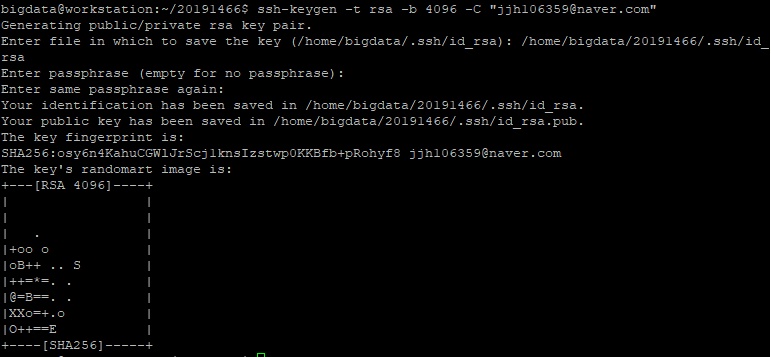 bigdata@workstation:~/20191466$ ssh-keygen -t rsa -b 4096 -C "jjh106359@naver.com"
Generating public/private rsa key pair.
Enter file in which to save the key (/home/bigdata/.ssh/id_rsa): /home/bigdata/20191466/.ssh/id_
rsa
Enter passphrase (empty for no passphrase):
Enter same passphrase again:
Your identification has been saved in /home/bigdata/20191466/.ssh/id_rsa.
Your public key has been saved in /home/bigdata/20191466/.ssh/id_rsa.pub.
The key fingerprint is:
SHA256:osy6n4KahuCGWlJrScj1knsIzstwp0KKBfb+pRohyf8 jjh106359@naver.com
The key's randomart image is:
+---[RSA 4096]----+
|                 |
|                 |
|   .             |
|+oo o            |
|oB++ .. S        |
|++=*=. .         |
|@=B==. .         |
|XXo=+.o          |
|O++==E           |
+----[SHA256]-----+